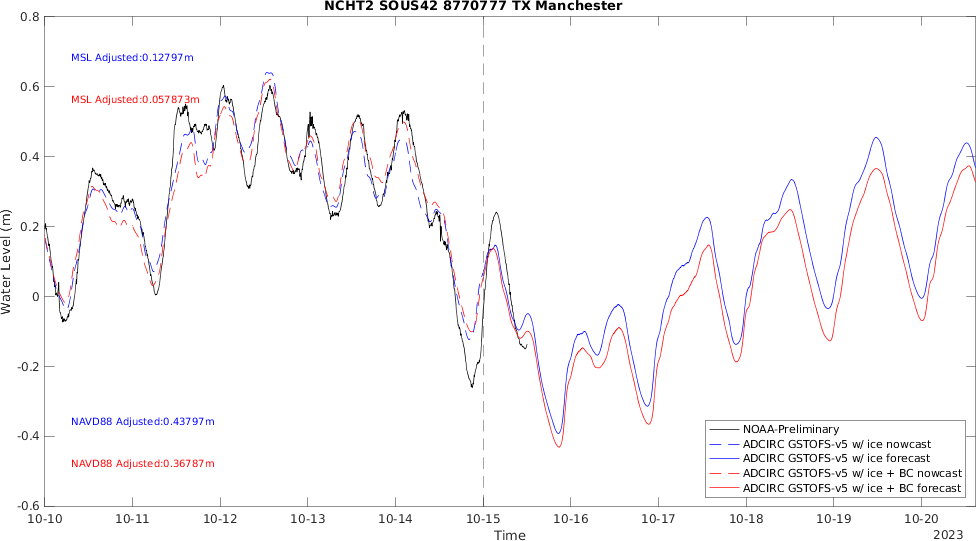 NCHT2 SOUS42 8770777 TX Manchester
0.8
0.6
0.4
0.2
0
-0.2
-0.4
-0.6
Water Level (m)
MSL Adjusted:0.12797m
MSL Adjusted:0.057873m
NAVD88 Adjusted:0.43797m
NAVD88 Adjusted:0.36787m
NOAA-Preliminary
ADCIRC GSTOFS-v5 w/ ice nowcast
ADCIRC GSTOFS-v5 w/ ice forecast
ADCIRC GSTOFS-v5 w/ ice + BC nowcast
ADCIRC GSTOFS-v5 w/ ice + BC forecast
10-10 10-11 10-12 10-13 10-14 10-15 10-16 10-17 10-18 10-19 10-20
Time
2023